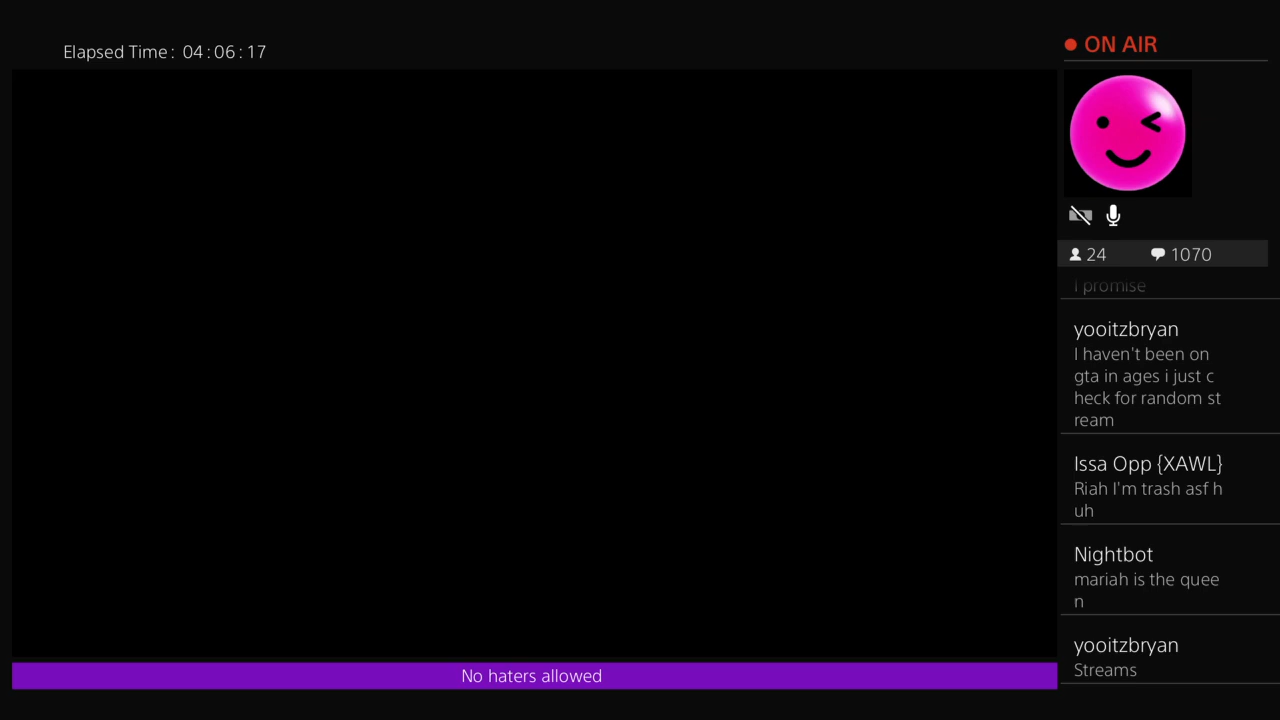 Elapsed Time: 04:06:17
ON AIR
24 1070
I promise
yooitzbryan
I haven't been on
gta in ages i just c
heck for random st
ream
Issa Opp {XAWL}
Riah I'm trash asf h
uh
Nightbot
mariah is the quee
n
yooitzbryan
Streams
No haters allowed